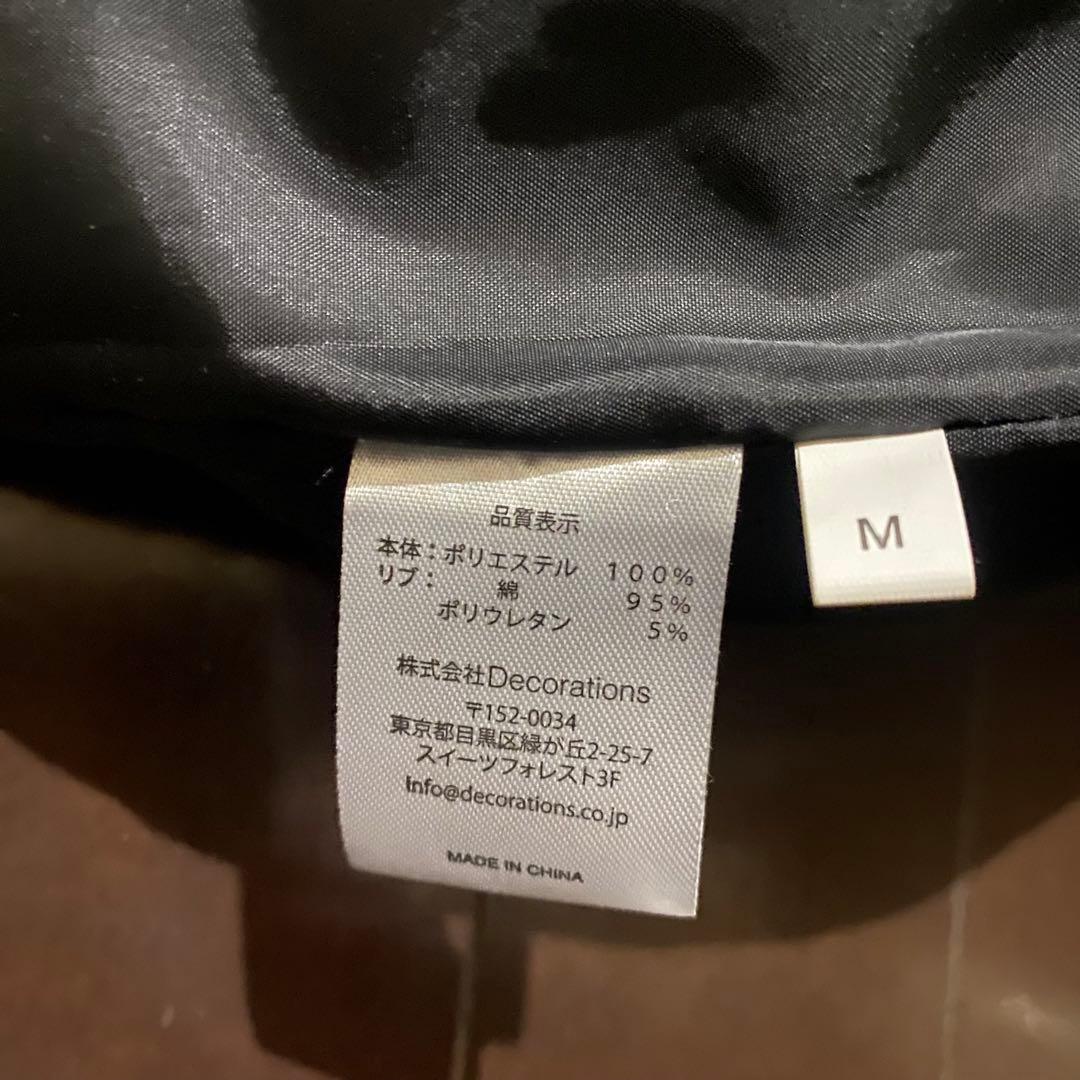 品質表示
本体：ポリエステル 100%
リブ： 綿 95%
ポリウレタン 5%
株式会社Decorations
〒152-0034
東京都目黒区緑が丘2-25-7
スイーツフォレスト3F
Info@decorations.co.jp
MADE IN CHINA
M